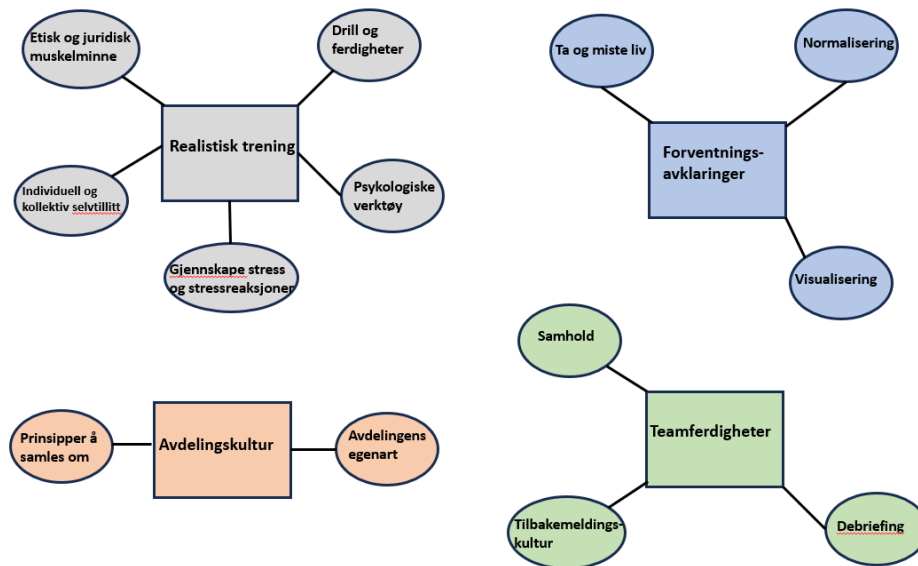 Etisk og juridisk
muskelminne
Drill og
ferdigheter
Realistisk trening
Individuell og
kollektiv selvtillitt
Psykologiske
verktøy
Gjennskape stress
og stressreaksjoner
Ta og miste liv
Normalisering
Forventnings-
avklaringer
Visualisering
Prinsipper å
samles om
Avdelingskultur
Avdelingens
egenart
Samhold
Teamferdigheter
Tilbakemeldings-
kultur
Debriefing